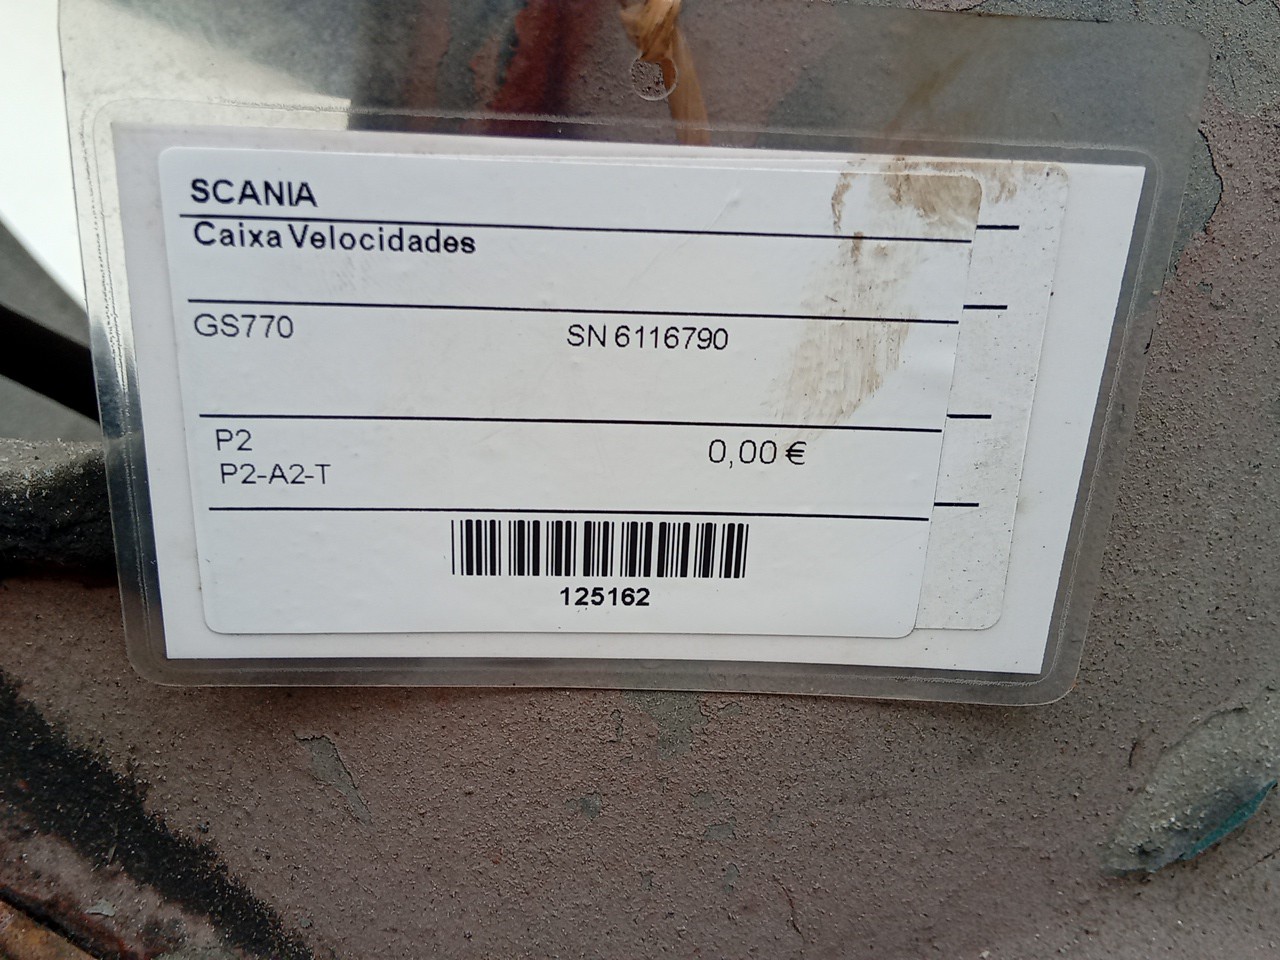 SCANIA
Caixa Velocidades
GS770 SN 6116790
P2 0,00 €
P2-A2-T
125162